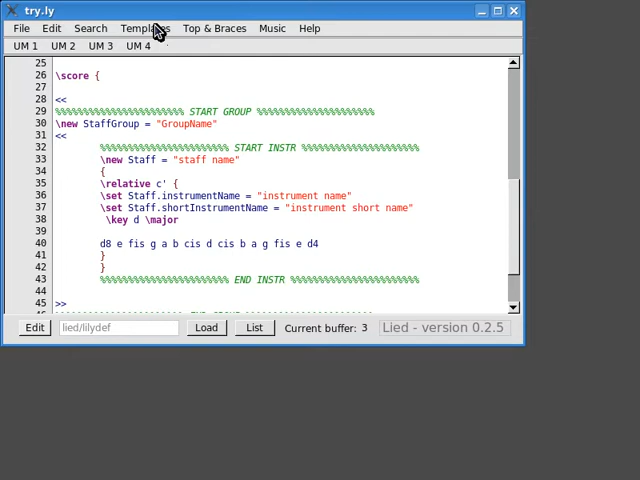 try.ly
File Edit Search Templates Top & Braces Music Help
UM 1 UM 2 UM 3 UM 4
25
26 \score {
27
28 <<
29 %%%%%%%%%%%%%%%%%%%%%%% START GROUP %%%%%%%%%%%%%%%%%%%%%
30 \new StaffGroup = "GroupName"
31 <<
32 %%%%%%%%%%%%%%%%%%%%%%% START INSTR %%%%%%%%%%%%%%%%%%%%%
33 \new Staff = "staff name"
34 {
35 \relative c' {
36 \set Staff.instrumentName = "instrument name"
37 \set Staff.shortInstrumentName = "instrument short name"
38 \key d \major
39
40 d8 e fis g a b cis d cis b a g fis e d4
41 }
42 }
43 %%%%%%%%%%%%%%%%%%%%%%% END INSTR %%%%%%%%%%%%%%%%%%%%%%%
44
45 >>
Edit lied/lilydef Load List Current buffer: 3 Lied - version 0.2.5